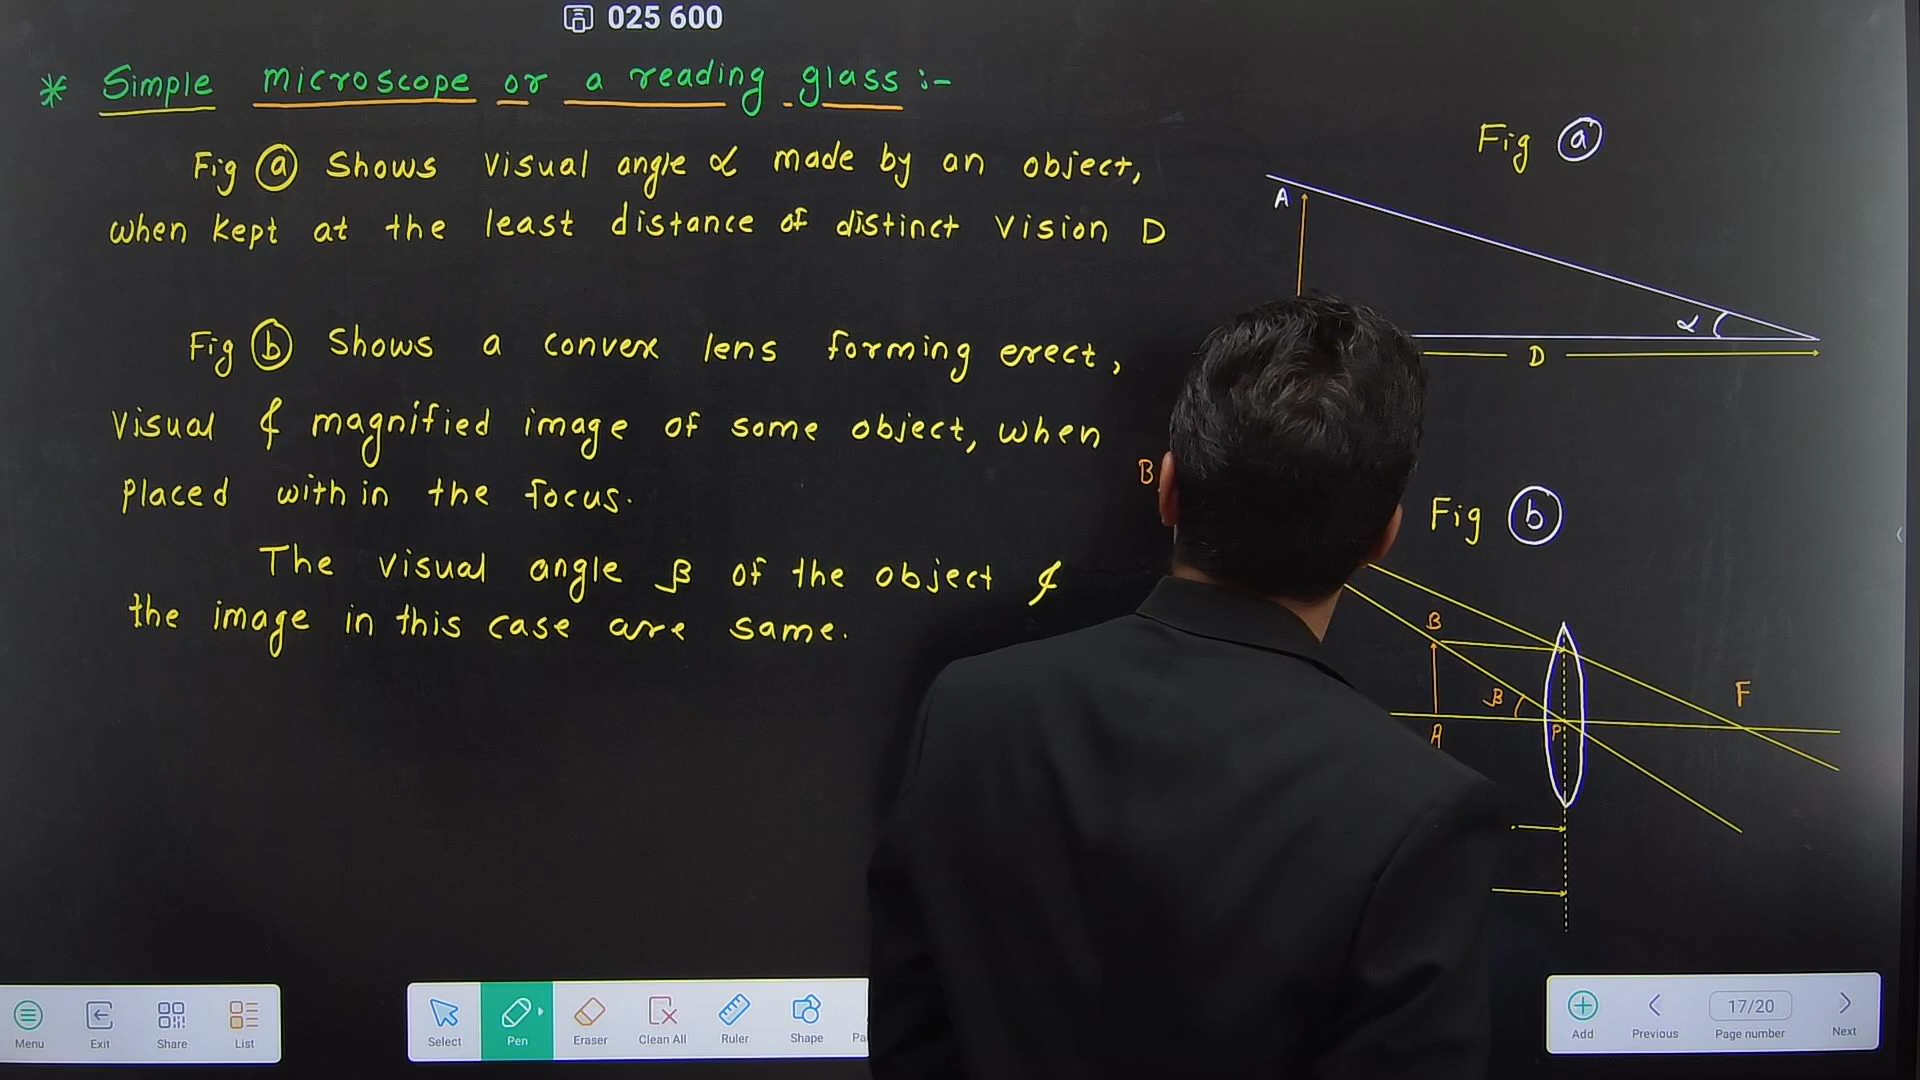 025 600
* Simple microscope or a reading glass :-
Fig (a) Shows visual angle α made by an object,
when kept at the least distance of distinct vision D
Fig (b) Shows a convex lens forming erect,
visual & magnified image of some object, when
placed with in the focus.
The visual angle β of the object &
the image in this case are same.
Fig (a)
A
α
D
B
Fig (b)
B
β
F
A
P
Menu
Exit
Share
List
Select
Pen
Eraser
Clean All
Ruler
Shape
Add
Previous
17/20
Page number
Next